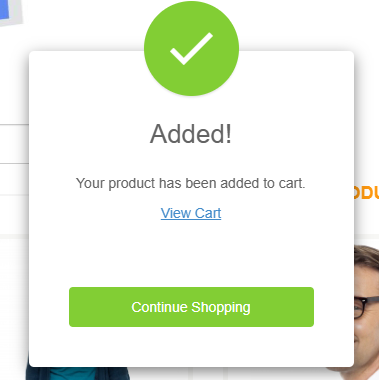 Added!
Your product has been added to cart.
View Cart
Continue Shopping